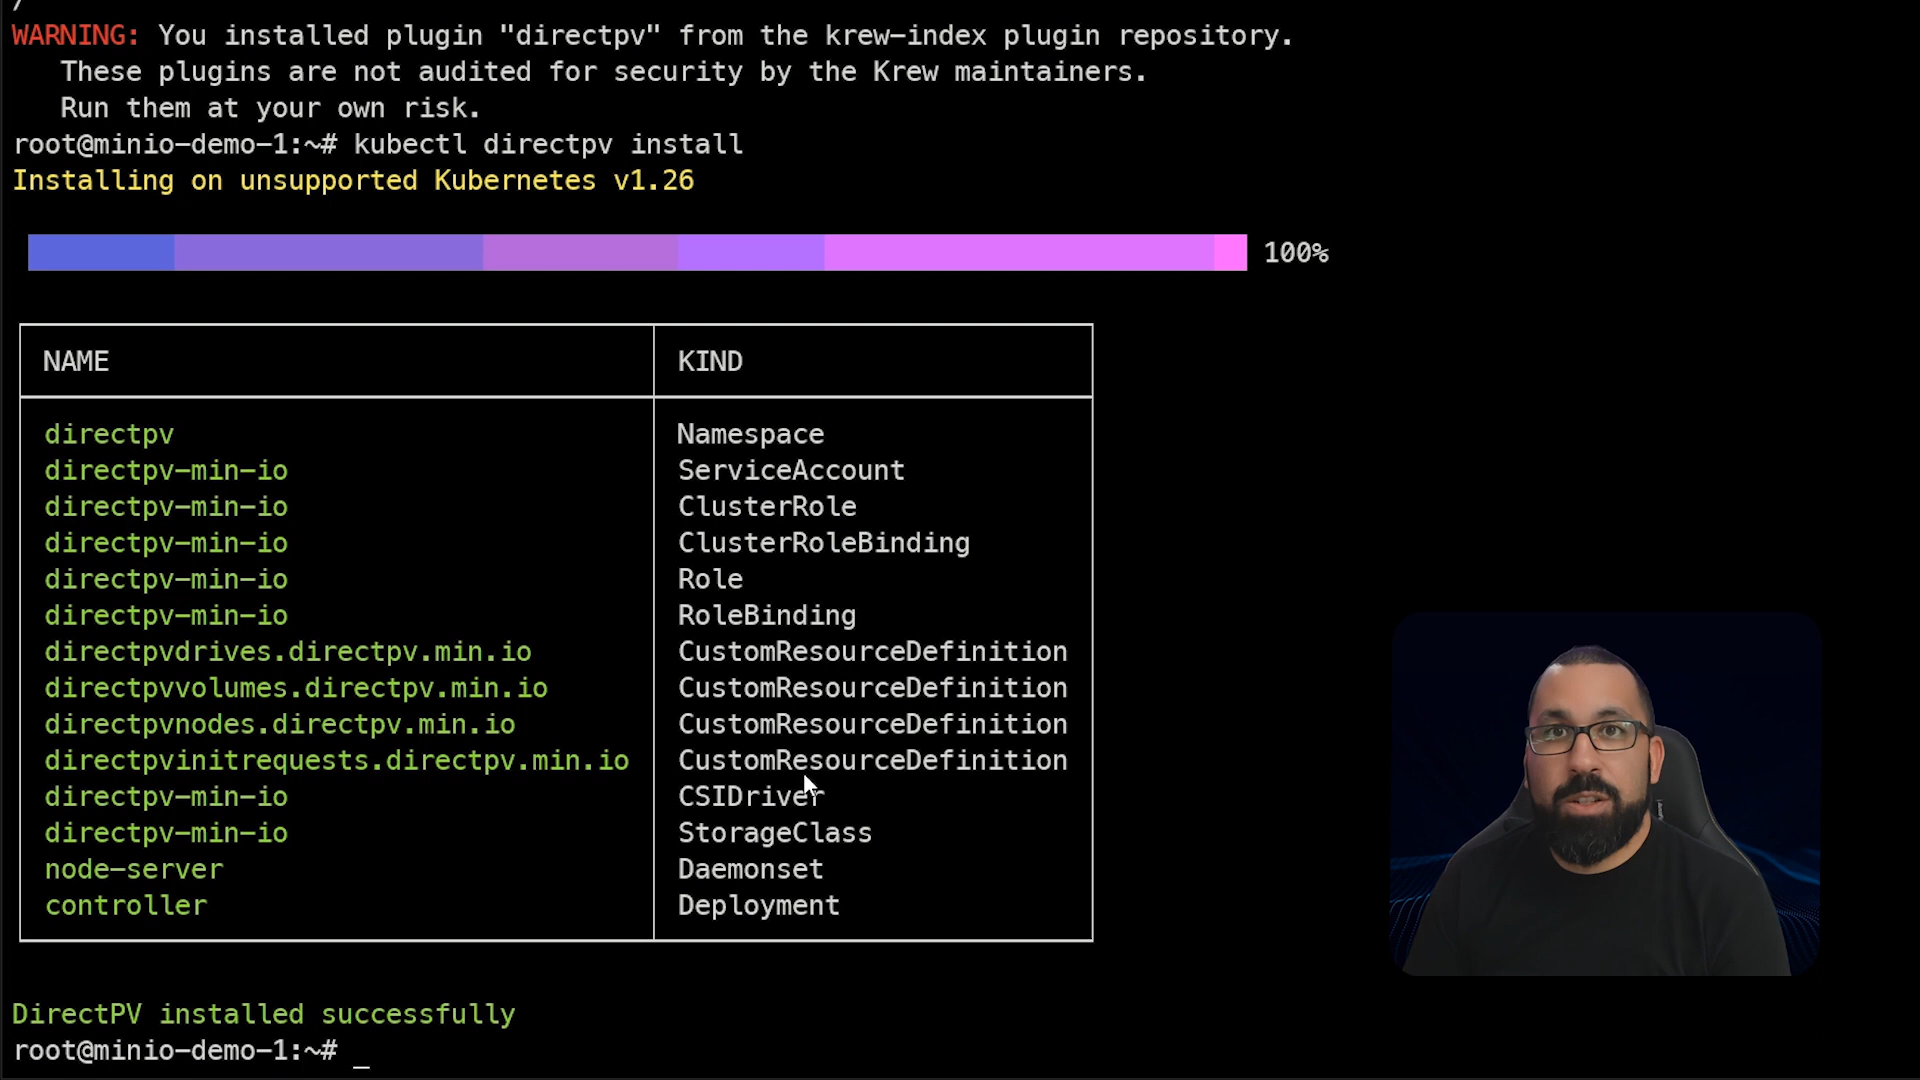 /
WARNING: You installed plugin "directpv" from the krew-index plugin repository.
These plugins are not audited for security by the Krew maintainers.
Run them at your own risk.
root@minio-demo-1:~# kubectl directpv install
Installing on unsupported Kubernetes v1.26
100%
NAME KIND
directpv Namespace
directpv-min-io ServiceAccount
directpv-min-io ClusterRole
directpv-min-io ClusterRoleBinding
directpv-min-io Role
directpv-min-io RoleBinding
directpvdrives.directpv.min.io CustomResourceDefinition
directpvvolumes.directpv.min.io CustomResourceDefinition
directpvnodes.directpv.min.io CustomResourceDefinition
directpvinitrequests.directpv.min.io CustomResourceDefinition
directpv-min-io CSIDriver
directpv-min-io StorageClass
node-server Daemonset
controller Deployment
DirectPV installed successfully
root@minio-demo-1:~# _